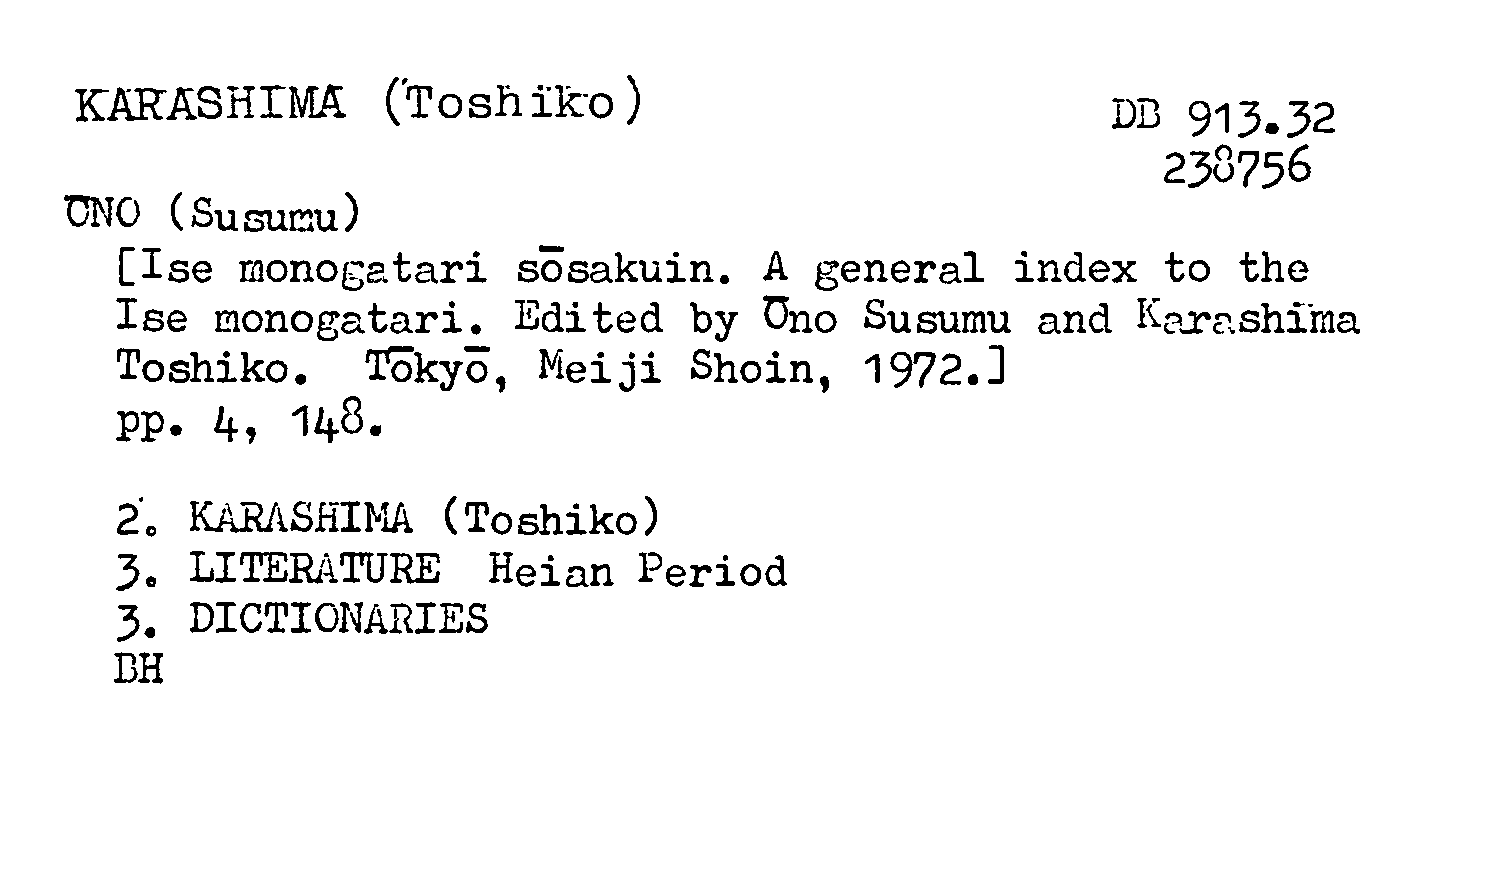 KARASHIMA (Toshiko)
DB 913.32
238756
ŌNO (Susumu)
[Ise monogatari sōsakuin. A general index to the
Ise monogatari. Edited by Ōno Susumu and Karashima
Toshiko. Tōkyō, Meiji Shoin, 1972.]
pp. 4, 148.
2. KARASHIMA (Toshiko)
3. LITERATURE Heian Period
3. DICTIONARIES
BH